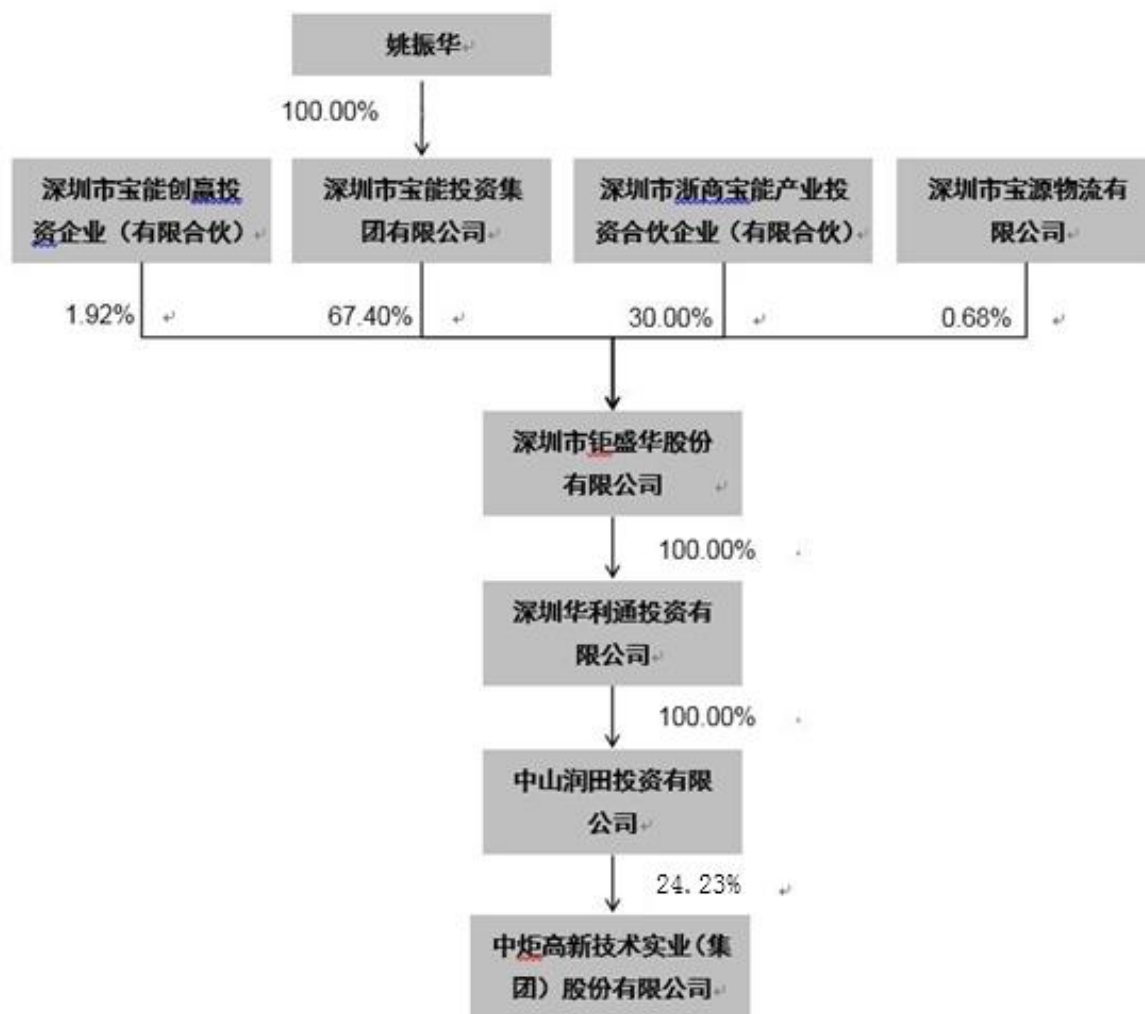 姚振华
100.00%
深圳市宝能创赢投
资企业（有限合伙）
深圳市宝能投资集
团有限公司
深圳市浙商宝能产业投
资合伙企业（有限合伙）
深圳市宝源物流有
限公司
1.92%
67.40%
30.00%
0.68%
深圳市钜盛华股份
有限公司
100.00%
深圳华利通投资有
限公司
100.00%
中山润田投资有限
公司
24.23%
中炬高新技术实业（集
团）股份有限公司